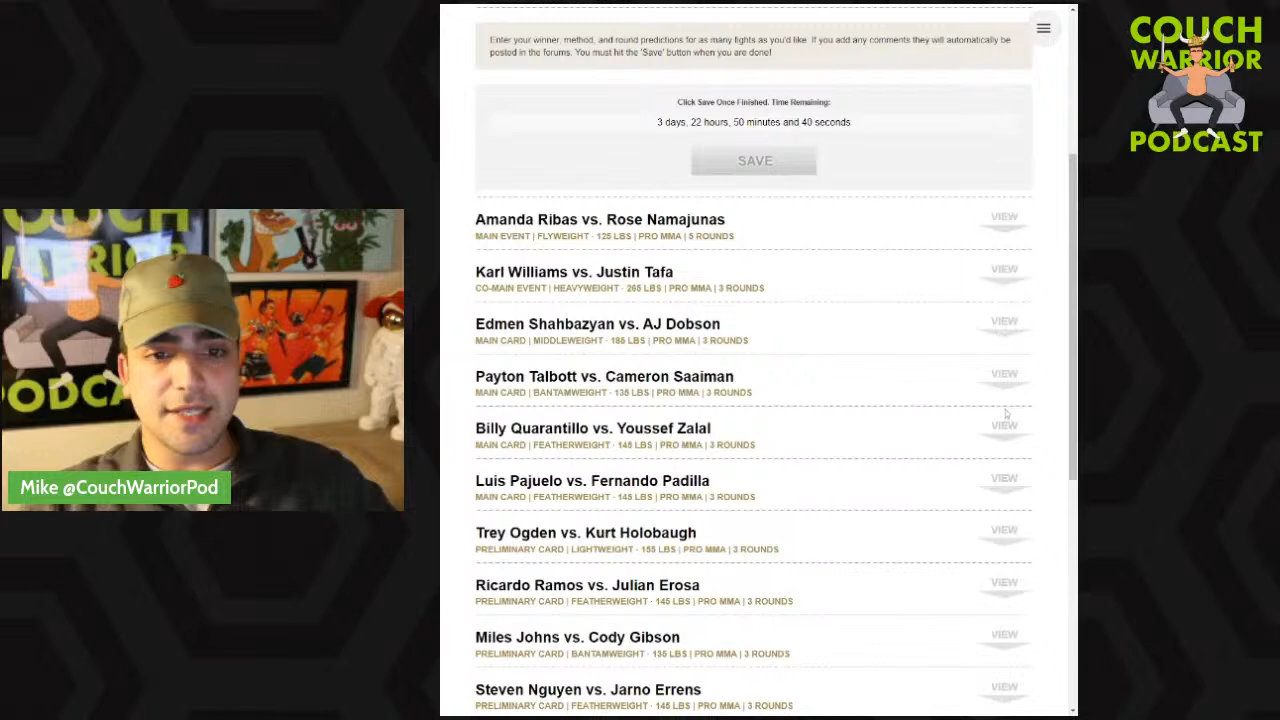 Enter your winner, method, and round predictions for as many fights as you'd like. If you add any comments they will automatically be
posted in the forums. You must hit the 'Save' button when you are done!
Click Save Once Finished. Time Remaining:
3 days, 22 hours, 50 minutes and 40 seconds
SAVE
Amanda Ribas vs. Rose Namajunas
VIEW
MAIN EVENT | FLYWEIGHT · 125 LBS | PRO MMA | 5 ROUNDS
Karl Williams vs. Justin Tafa
VIEW
CO-MAIN EVENT | HEAVYWEIGHT · 265 LBS | PRO MMA | 3 ROUNDS
Edmen Shahbazyan vs. AJ Dobson
VIEW
MAIN CARD | MIDDLEWEIGHT · 185 LBS | PRO MMA | 3 ROUNDS
Payton Talbott vs. Cameron Saaiman
VIEW
MAIN CARD | BANTAMWEIGHT · 135 LBS | PRO MMA | 3 ROUNDS
Billy Quarantillo vs. Youssef Zalal
VIEW
MAIN CARD | FEATHERWEIGHT · 145 LBS | PRO MMA | 3 ROUNDS
Luis Pajuelo vs. Fernando Padilla
VIEW
MAIN CARD | FEATHERWEIGHT · 145 LBS | PRO MMA | 3 ROUNDS
Trey Ogden vs. Kurt Holobaugh
VIEW
PRELIMINARY CARD | LIGHTWEIGHT · 155 LBS | PRO MMA | 3 ROUNDS
Ricardo Ramos vs. Julian Erosa
VIEW
PRELIMINARY CARD | FEATHERWEIGHT · 145 LBS | PRO MMA | 3 ROUNDS
Miles Johns vs. Cody Gibson
VIEW
PRELIMINARY CARD | BANTAMWEIGHT · 135 LBS | PRO MMA | 3 ROUNDS
Steven Nguyen vs. Jarno Errens
VIEW
PRELIMINARY CARD | FEATHERWEIGHT · 145 LBS | PRO MMA | 3 ROUNDS
COUCH
WARRIOR
PODCAST
Mike @CouchWarriorPod